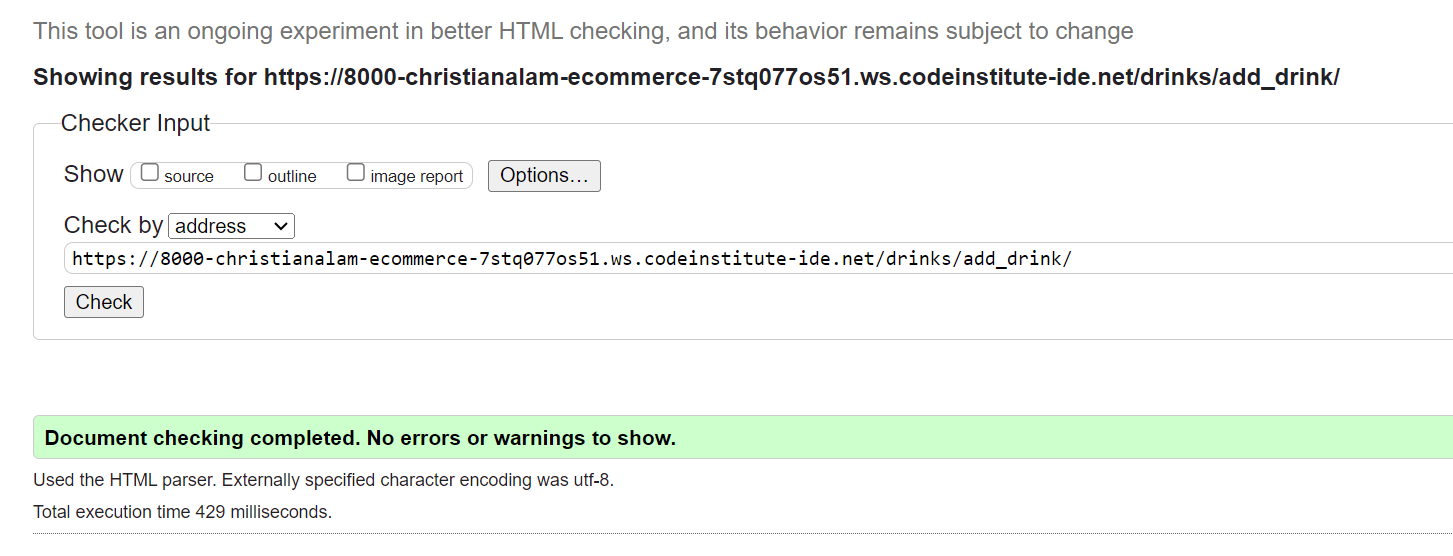 This tool is an ongoing experiment in better HTML checking, and its behavior remains subject to change
Showing results for https://8000-christianalam-ecommerce-7stq077os51.ws.codeinstitute-ide.net/drinks/add_drink/
Checker Input
Show source outline image report Options...
Check by address
https://8000-christianalam-ecommerce-7stq077os51.ws.codeinstitute-ide.net/drinks/add_drink/
Check
Document checking completed. No errors or warnings to show.
Used the HTML parser. Externally specified character encoding was utf-8.
Total execution time 429 milliseconds.